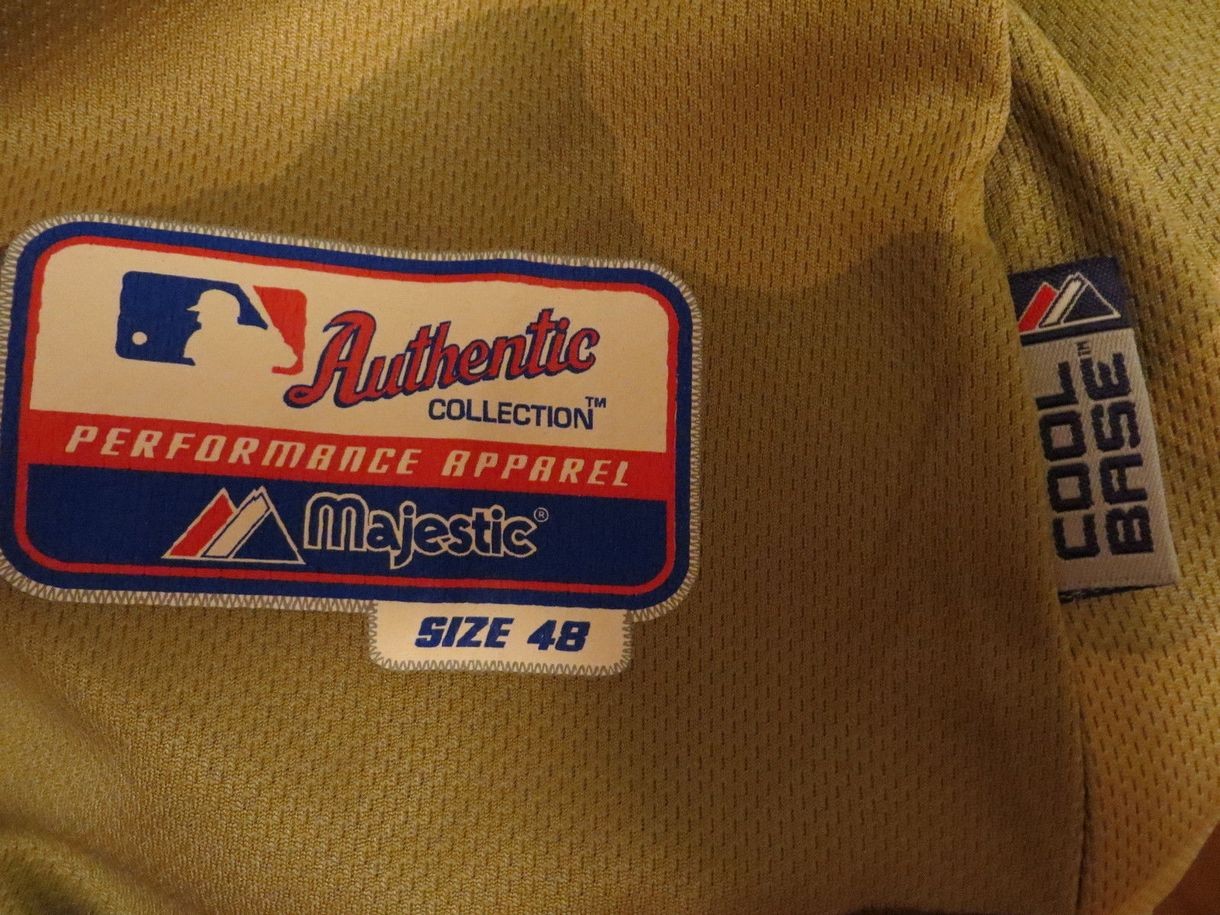 Authentic
COLLECTION™
PERFORMANCE APPAREL
Majestic®
SIZE 48
COOL
BASE™